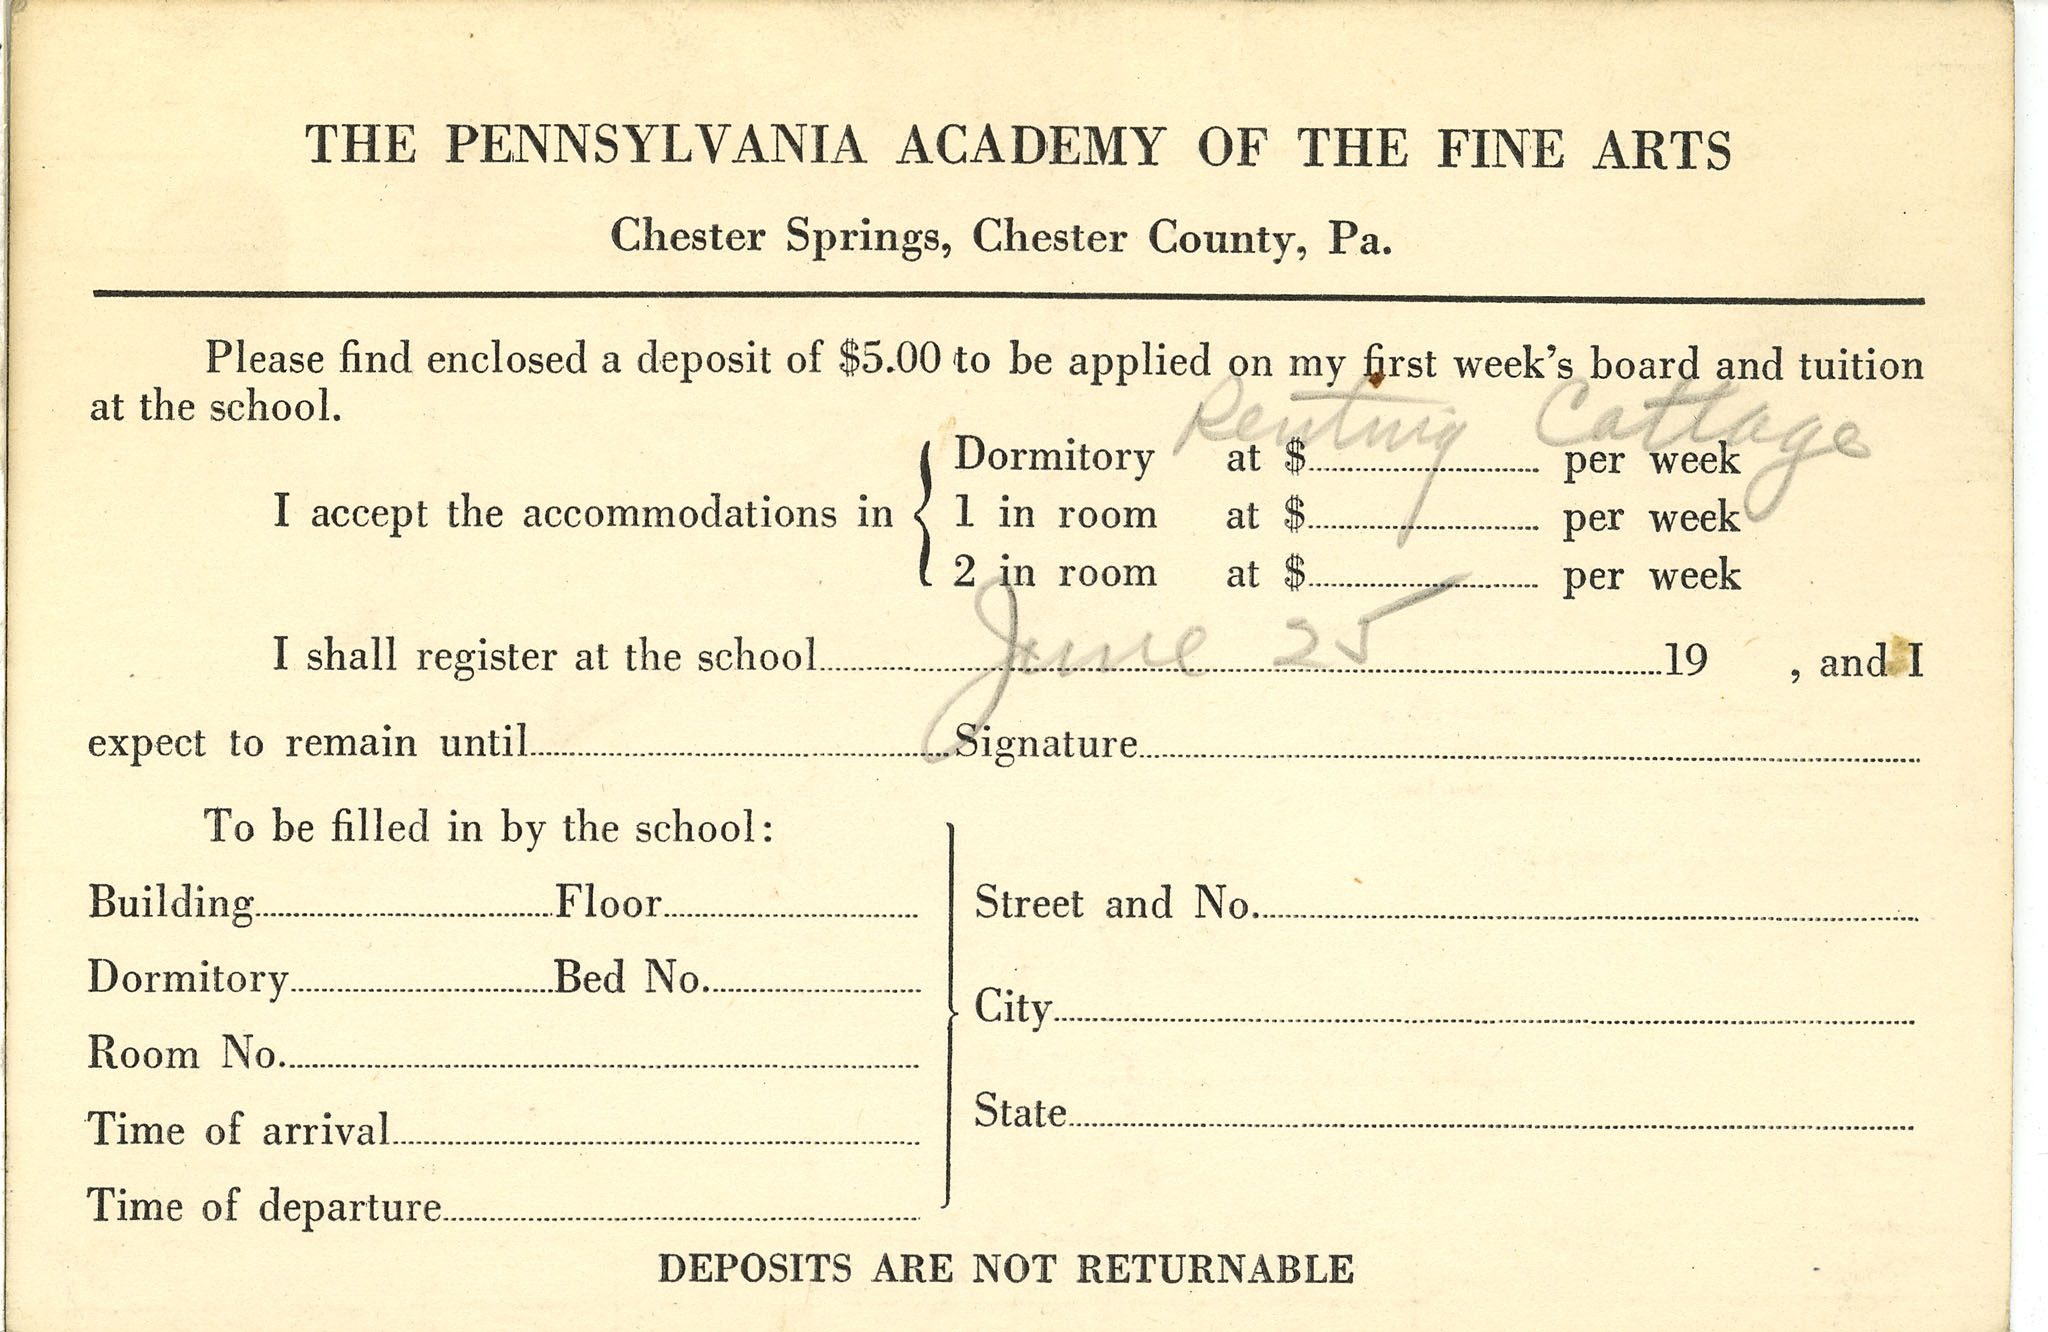 THE PENNSYLVANIA ACADEMY OF THE FINE ARTS
Chester Springs, Chester County, Pa.
Please find enclosed a deposit of $5.00 to be applied on my first week's board and tuition
at the school.
Renting Cottage
Dormitory at $ per week
I accept the accommodations in 1 in room at $ per week
2 in room at $ per week
I shall register at the school June 25 19 , and I
expect to remain until Signature
To be filled in by the school:
Building Floor Street and No.
Dormitory Bed No.
City
Room No.
State
Time of arrival
Time of departure
DEPOSITS ARE NOT RETURNABLE